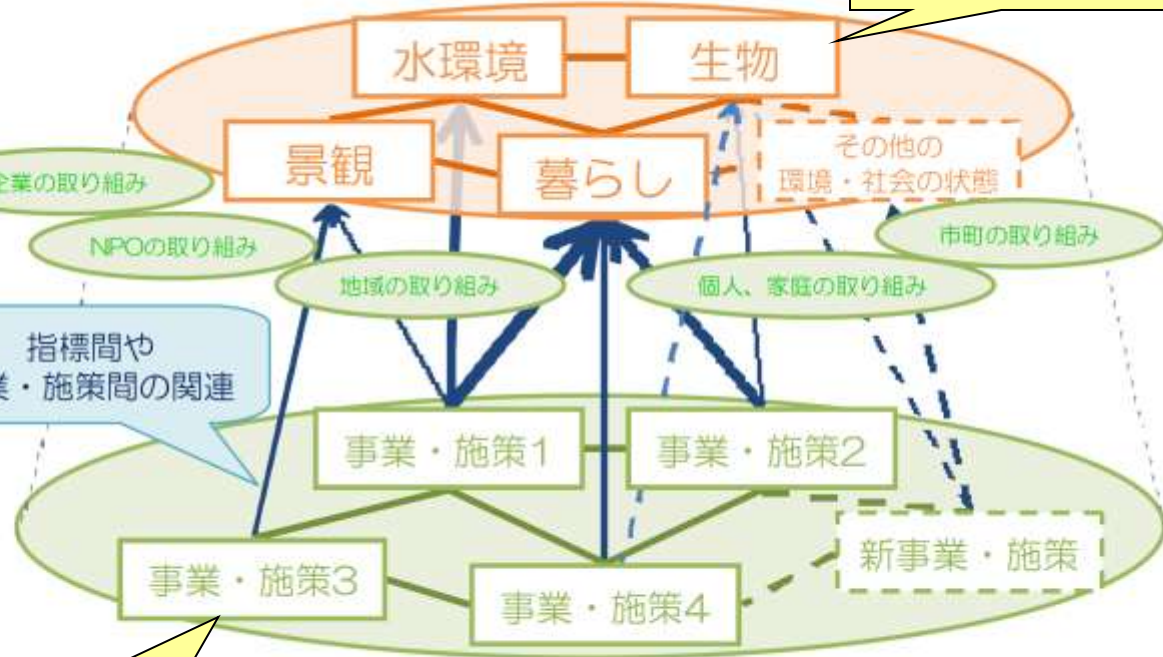 水環境
生物
景観
暮らし
その他の
環境・社会の状態
企業の取り組み
NPOの取り組み
地域の取り組み
個人、家庭の取り組み
市町の取り組み
指標間や
業・施策間の関連
事業・施策1
事業・施策2
事業・施策3
事業・施策4
新事業・施策